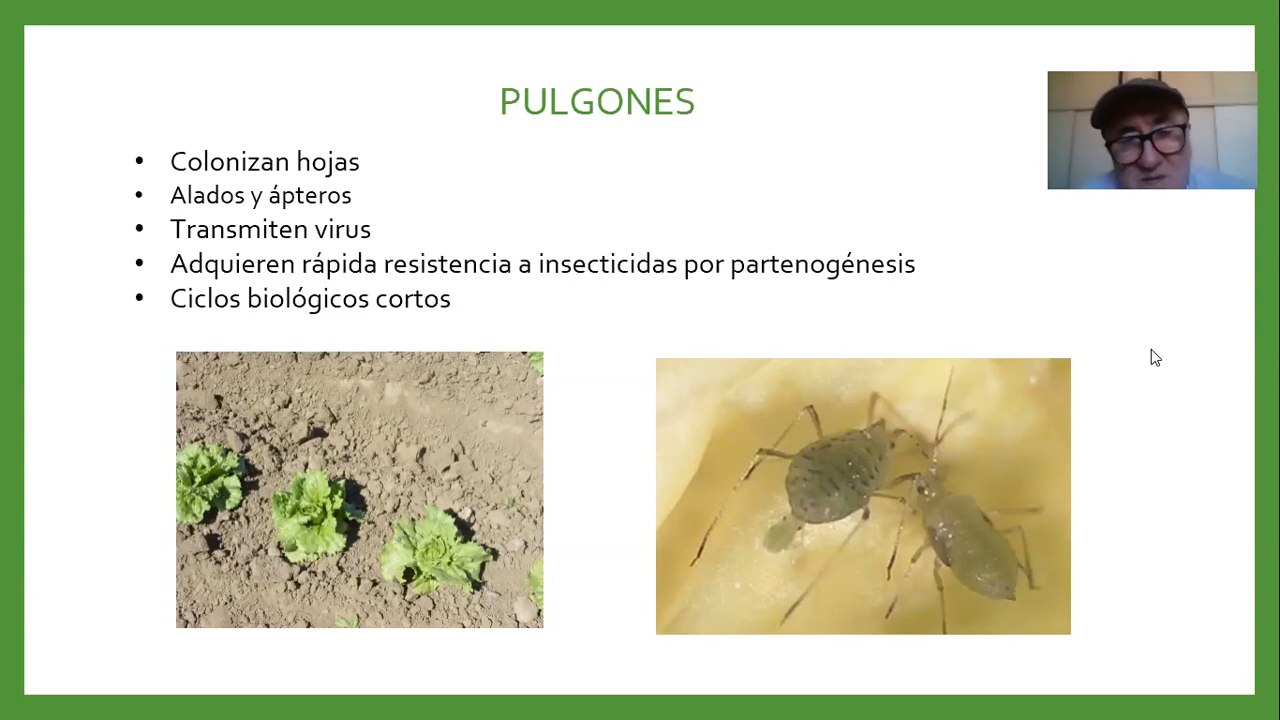 PULGONES
• Colonizan hojas
• Alados y ápteros
• Transmiten virus
• Adquieren rápida resistencia a insecticidas por partenogénesis
• Ciclos biológicos cortos